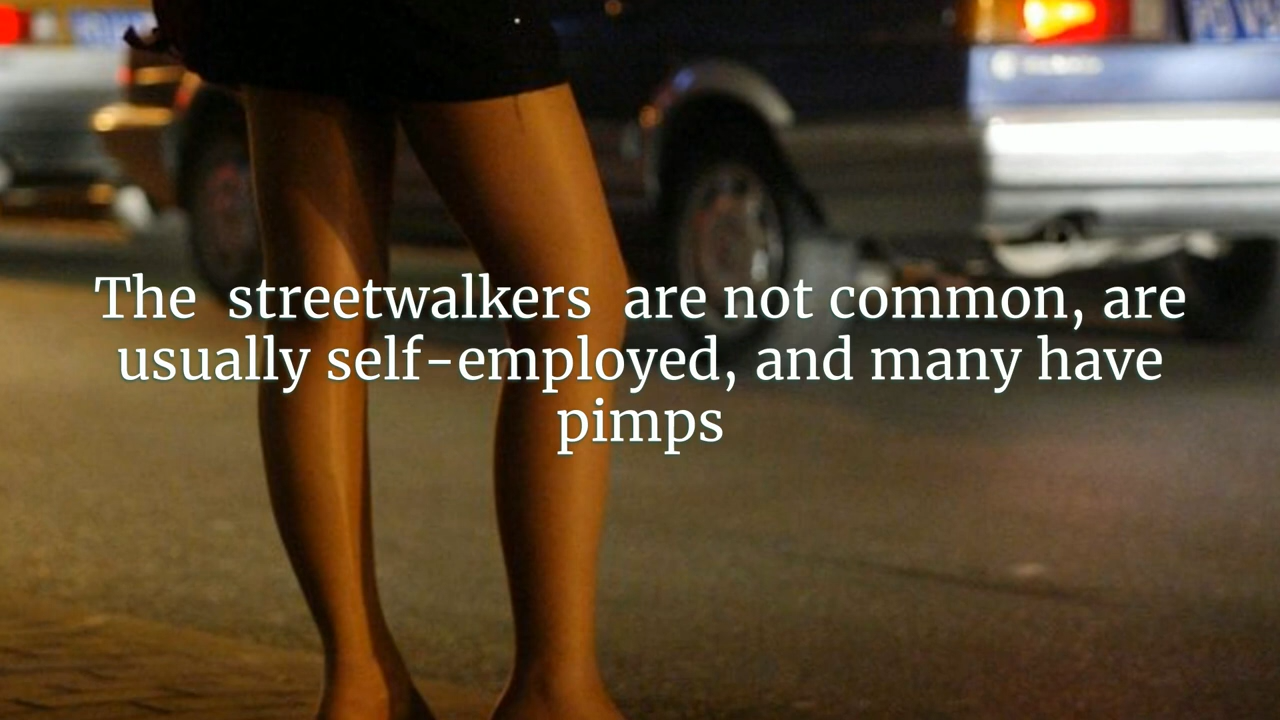 The streetwalkers are not common, are
usually self-employed, and many have
pimps